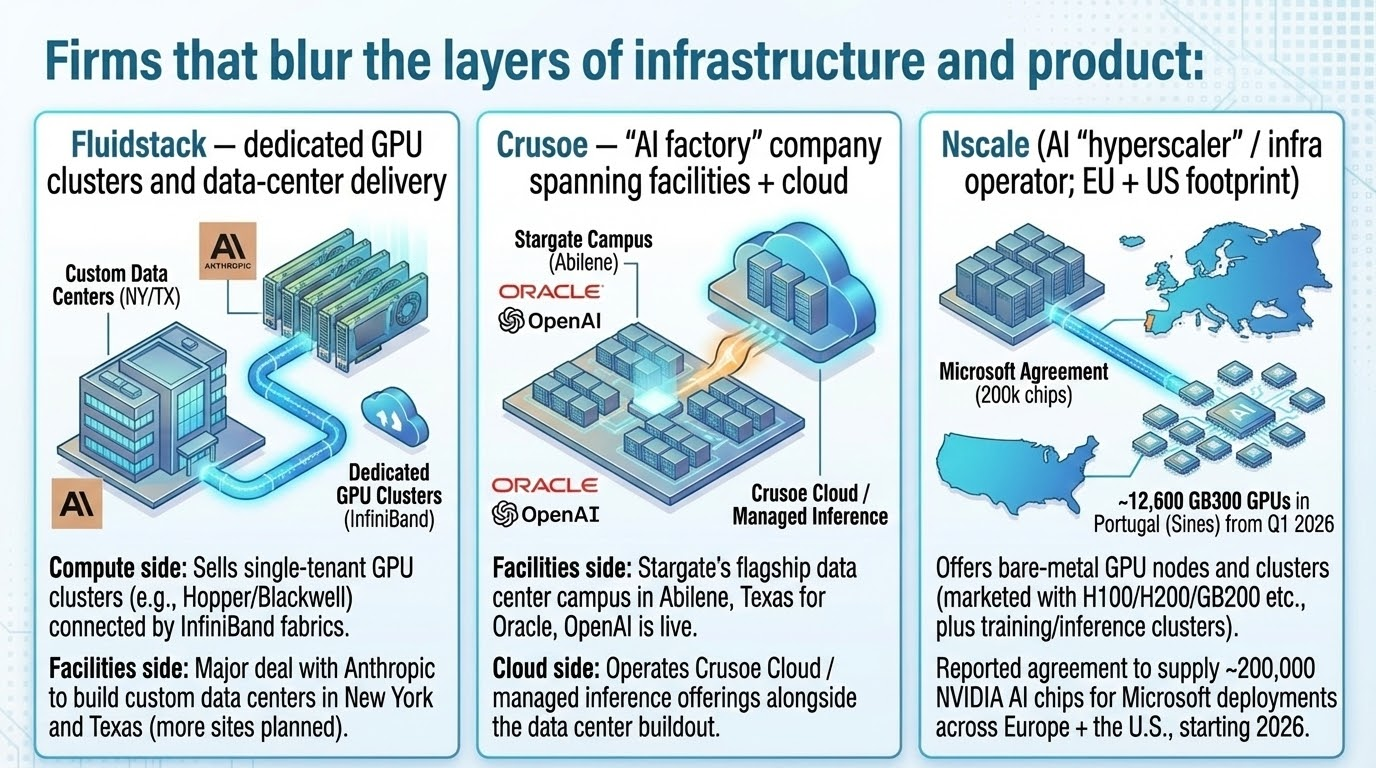 Firms that blur the layers of infrastructure and product:
Fluidstack — dedicated GPU
clusters and data-center delivery
AI
ANTHROPIC
Custom Data
Centers (NY/TX)
AI
Dedicated
GPU Clusters
(InfiniBand)
Compute side: Sells single-tenant GPU
clusters (e.g., Hopper/Blackwell)
connected by InfiniBand fabrics.
Facilities side: Major deal with Anthropic
to build custom data centers in New York
and Texas (more sites planned).
Crusoe — “AI factory” company
spanning facilities + cloud
Stargate Campus
(Abilene)
ORACLE
OpenAI
ORACLE
OpenAI
Crusoe Cloud /
Managed Inference
Facilities side: Stargate’s flagship data
center campus in Abilene, Texas for
Oracle, OpenAI is live.
Cloud side: Operates Crusoe Cloud /
managed inference offerings alongside
the data center buildout.
Nscale (AI “hyperscaler” / infra
operator; EU + US footprint)
Microsoft Agreement
(200k chips)
AI
~12,600 GB300 GPUs in
Portugal (Sines) from Q1 2026
Offers bare-metal GPU nodes and clusters
(marketed with H100/H200/GB200 etc.,
plus training/inference clusters).
Reported agreement to supply ~200,000
NVIDIA AI chips for Microsoft deployments
across Europe + the U.S., starting 2026.